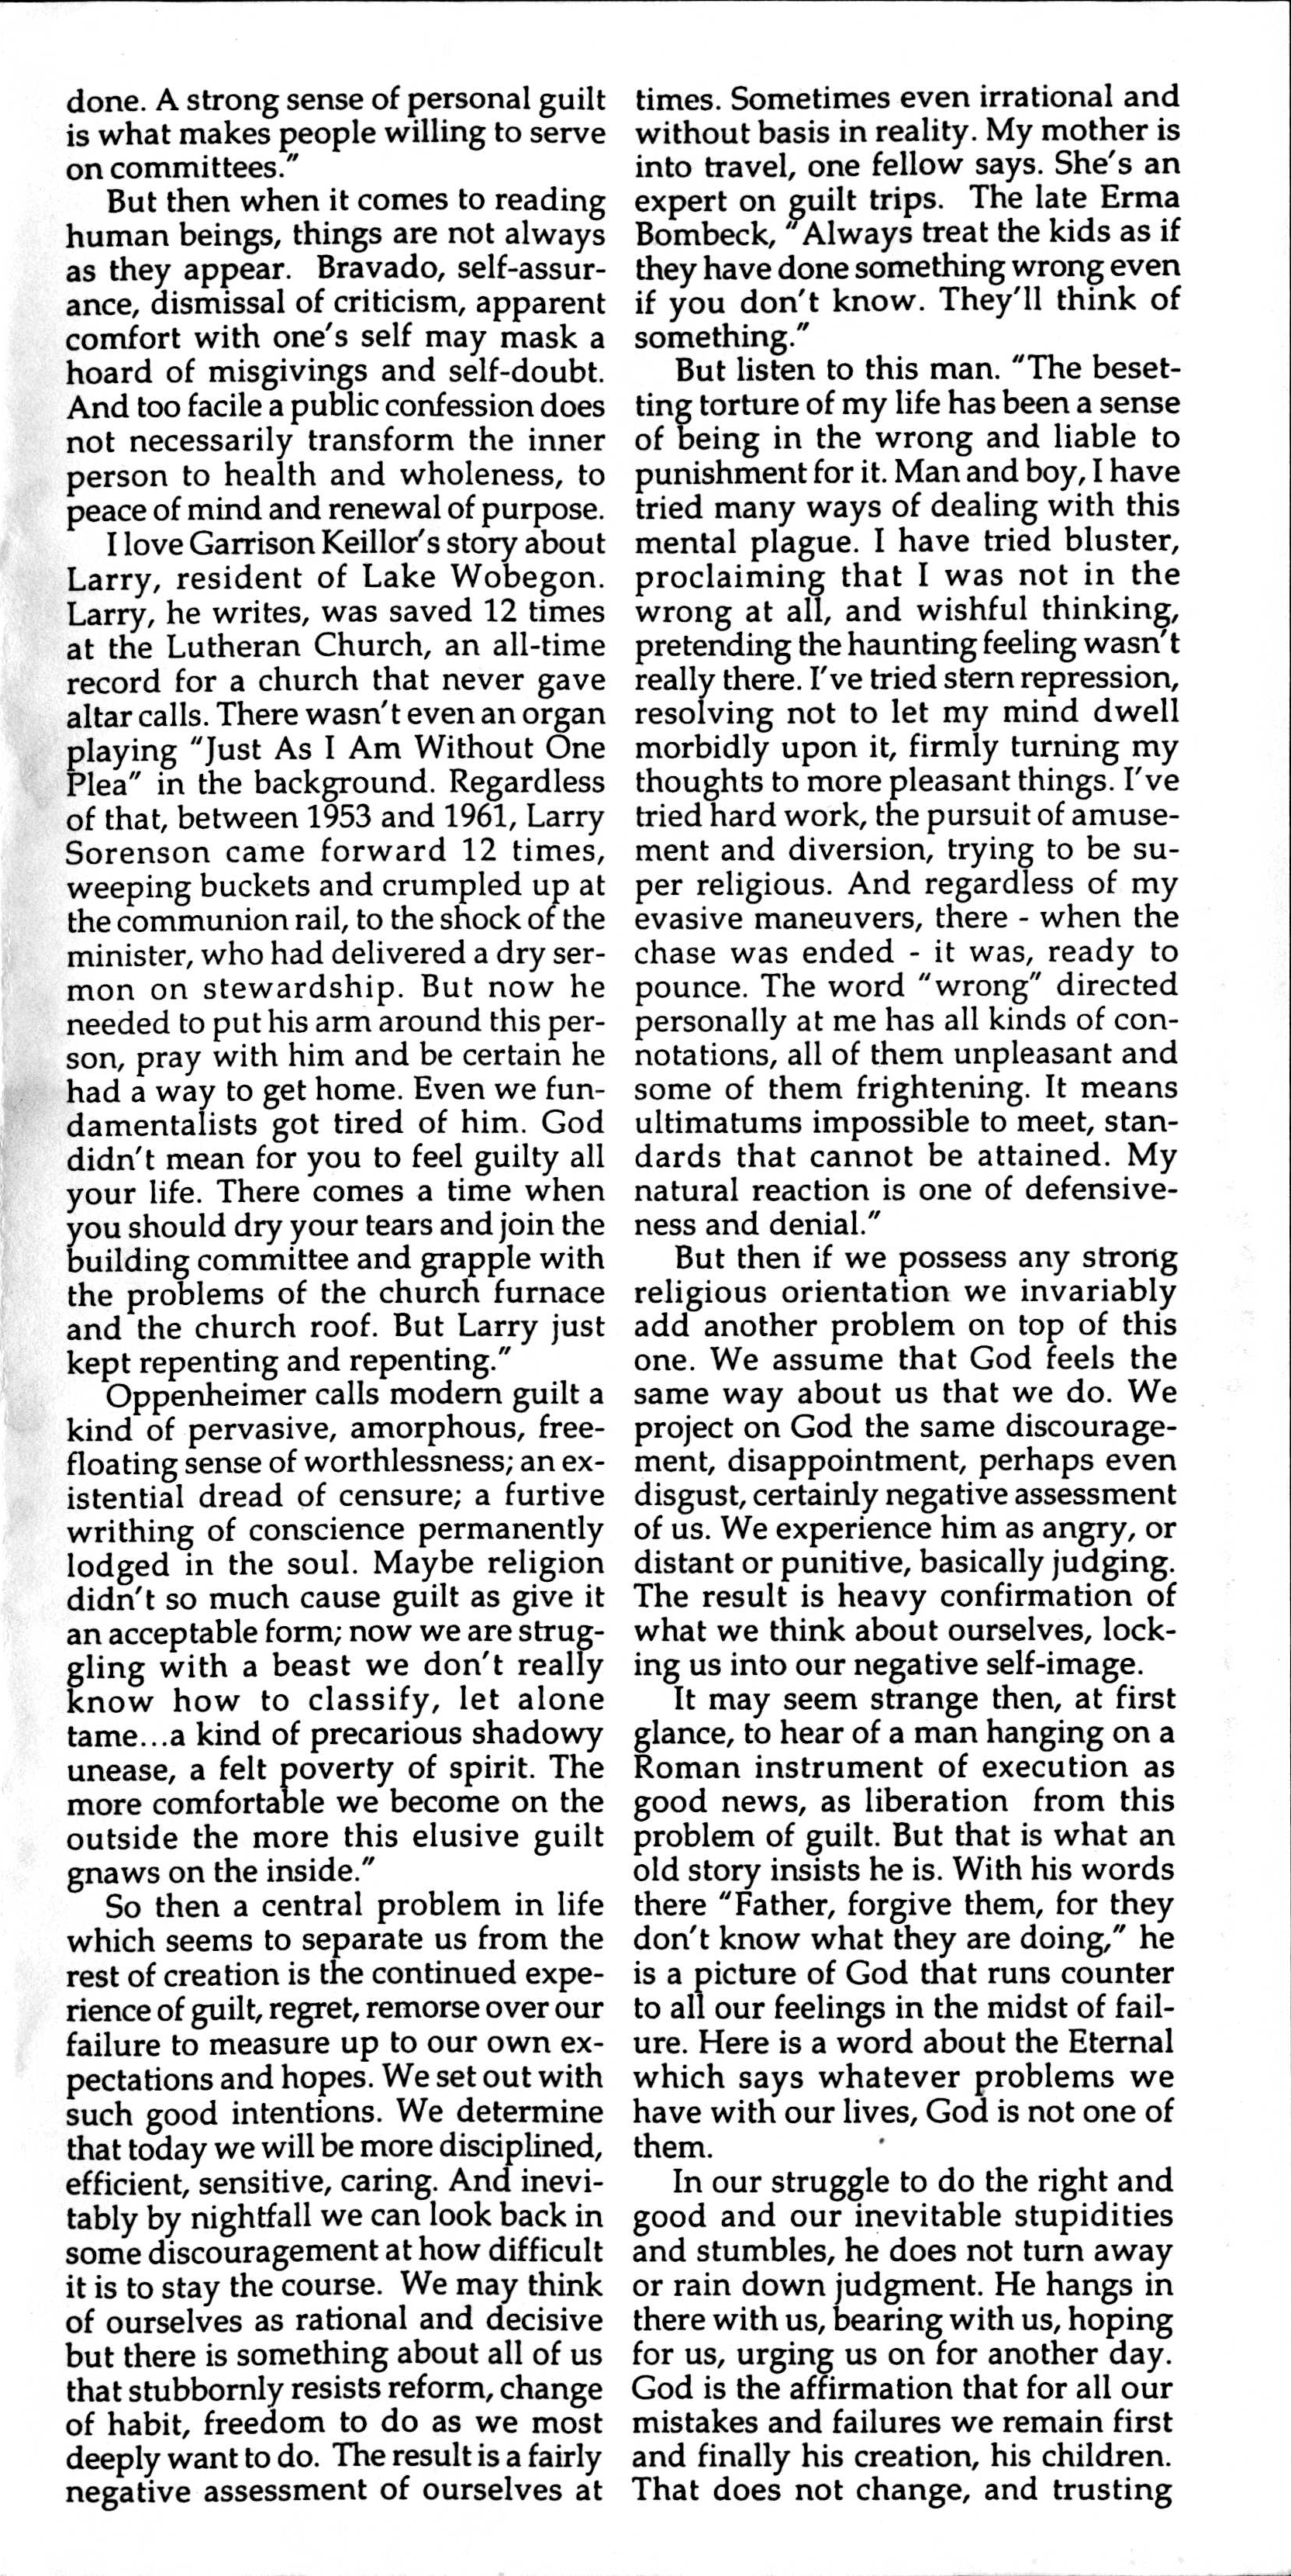 done. A strong sense of personal guilt
is what makes people willing to serve
on committees."
But then when it comes to reading
human beings, things are not always
as they appear. Bravado, self-assur-
ance, dismissal of criticism, apparent
comfort with one's self may mask a
hoard of misgivings and self-doubt.
And too facile a public confession does
not necessarily transform the inner
person to health and wholeness, to
peace of mind and renewal of purpose.
I love Garrison Keillor's story about
Larry, resident of Lake Wobegon.
Larry, he writes, was saved 12 times
at the Lutheran Church, an all-time
record for a church that never gave
altar calls. There wasn't even an organ
playing "Just As I Am Without One
Plea" in the background. Regardless
of that, between 1953 and 1961, Larry
Sorenson came forward 12 times,
weeping buckets and crumpled up at
the communion rail, to the shock of the
minister, who had delivered a dry ser-
mon on stewardship. But now he
needed to put his arm around this per-
son, pray with him and be certain he
had a way to get home. Even we fun-
damentalists got tired of him. God
didn't mean for you to feel guilty all
your life. There comes a time when
you should dry your tears and join the
building committee and grapple with
the problems of the church furnace
and the church roof. But Larry just
kept repenting and repenting."
Oppenheimer calls modern guilt a
kind of pervasive, amorphous, free-
floating sense of worthlessness; an ex-
istential dread of censure; a furtive
writhing of conscience permanently
lodged in the soul. Maybe religion
didn't so much cause guilt as give it
an acceptable form; now we are strug-
gling with a beast we don't really
know how to classify, let alone
tame...a kind of precarious shadowy
unease, a felt poverty of spirit. The
more comfortable we become on the
outside the more this elusive guilt
gnaws on the inside."
So then a central problem in life
which seems to separate us from the
rest of creation is the continued expe-
rience of guilt, regret, remorse over our
failure to measure up to our own ex-
pectations and hopes. We set out with
such good intentions. We determine
that today we will be more disciplined,
efficient, sensitive, caring. And inevi-
tably by nightfall we can look back in
some discouragement at how difficult
it is to stay the course. We may think
of ourselves as rational and decisive
but there is something about all of us
that stubbornly resists reform, change
of habit, freedom to do as we most
deeply want to do. The result is a fairly
negative assessment of ourselves at
times. Sometimes even irrational and
without basis in reality. My mother is
into travel, one fellow says. She's an
expert on guilt trips. The late Erma
Bombeck, "Always treat the kids as if
they have done something wrong even
if you don't know. They'll think of
something."
But listen to this man. "The beset-
ting torture of my life has been a sense
of being in the wrong and liable to
punishment for it. Man and boy, I have
tried many ways of dealing with this
mental plague. I have tried bluster,
proclaiming that I was not in the
wrong at all, and wishful thinking,
pretending the haunting feeling wasn't
really there. I've tried stern repression,
resolving not to let my mind dwell
morbidly upon it, firmly turning my
thoughts to more pleasant things. I've
tried hard work, the pursuit of amuse-
ment and diversion, trying to be su-
per religious. And regardless of my
evasive maneuvers, there - when the
chase was ended - it was, ready to
pounce. The word "wrong" directed
personally at me has all kinds of con-
notations, all of them unpleasant and
some of them frightening. It means
ultimatums impossible to meet, stan-
dards that cannot be attained. My
natural reaction is one of defensive-
ness and denial."
But then if we possess any strong
religious orientation we invariably
add another problem on top of this
one. We assume that God feels the
same way about us that we do. We
project on God the same discourage-
ment, disappointment, perhaps even
disgust, certainly negative assessment
of us. We experience him as angry, or
distant or punitive, basically judging.
The result is heavy confirmation of
what we think about ourselves, lock-
ing us into our negative self-image.
It may seem strange then, at first
glance, to hear of a man hanging on a
Roman instrument of execution as
good news, as liberation from this
problem of guilt. But that is what an
old story insists he is. With his words
there "Father, forgive them, for they
don't know what they are doing," he
is a picture of God that runs counter
to all our feelings in the midst of fail-
ure. Here is a word about the Eternal
which says whatever problems we
have with our lives, God is not one of
them.
In our struggle to do the right and
good and our inevitable stupidities
and stumbles, he does not turn away
or rain down judgment. He hangs in
there with us, bearing with us, hoping
for us, urging us on for another day.
God is the affirmation that for all our
mistakes and failures we remain first
and finally his creation, his children.
That does not change, and trusting